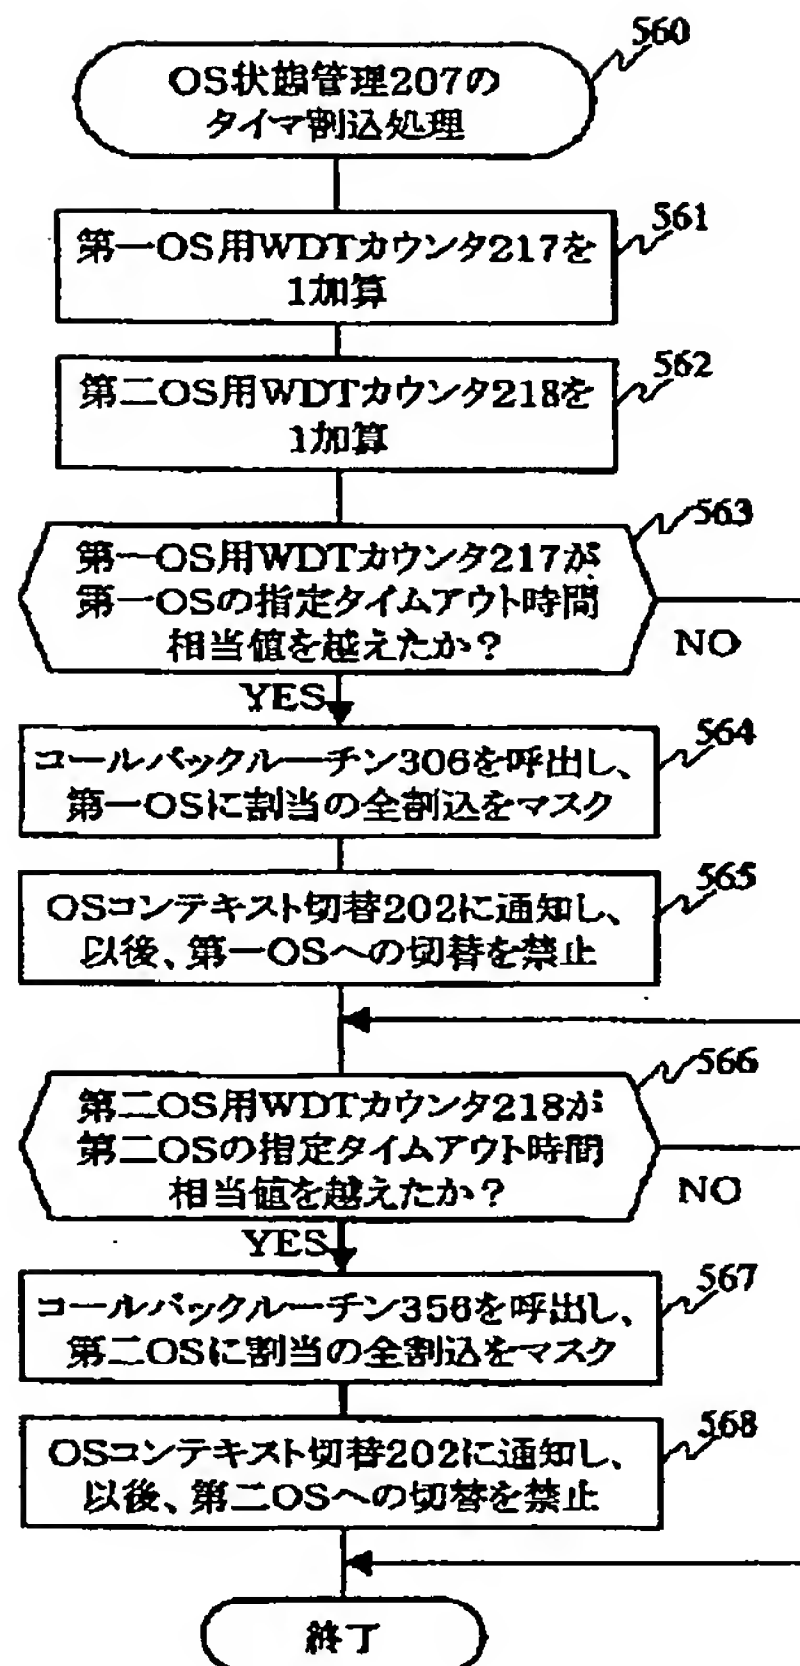 560
OS状態管理207の
タイマ割込処理
561
第一OS用WDTカウンタ217を
1加算
562
第二OS用WDTカウンタ218を
1加算
563
第一OS用WDTカウンタ217が
第一OSの指定タイムアウト時間
相当値を越えたか？
NO
YES
564
コールバックルーチン306を呼出し、
第一OSに割当の全割込をマスク
565
OSコンテキスト切替202に通知し、
以後、第一OSへの切替を禁止
566
第二OS用WDTカウンタ218が
第二OSの指定タイムアウト時間
相当値を越えたか？
NO
YES
567
コールバックルーチン356を呼出し、
第二OSに割当の全割込をマスク
568
OSコンテキスト切替202に通知し、
以後、第二OSへの切替を禁止
終了